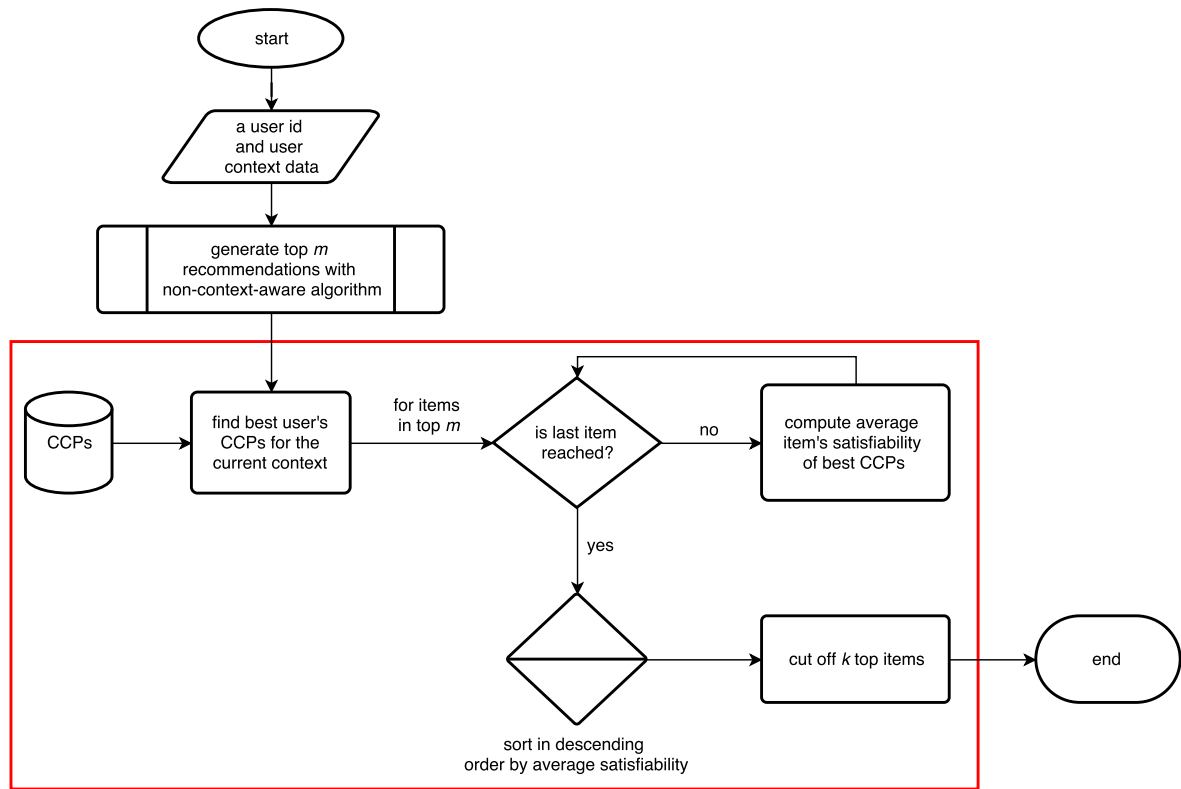 start
a user id
and user
context data
generate top m
recommendations with
non-context-aware algorithm
CCPs
find best user's
CCPs for the
current context
for items
in top m
is last item
reached?
no
compute average
item's satisfiability
of best CCPs
yes
sort in descending
order by average satisfiability
cut off k top items
end